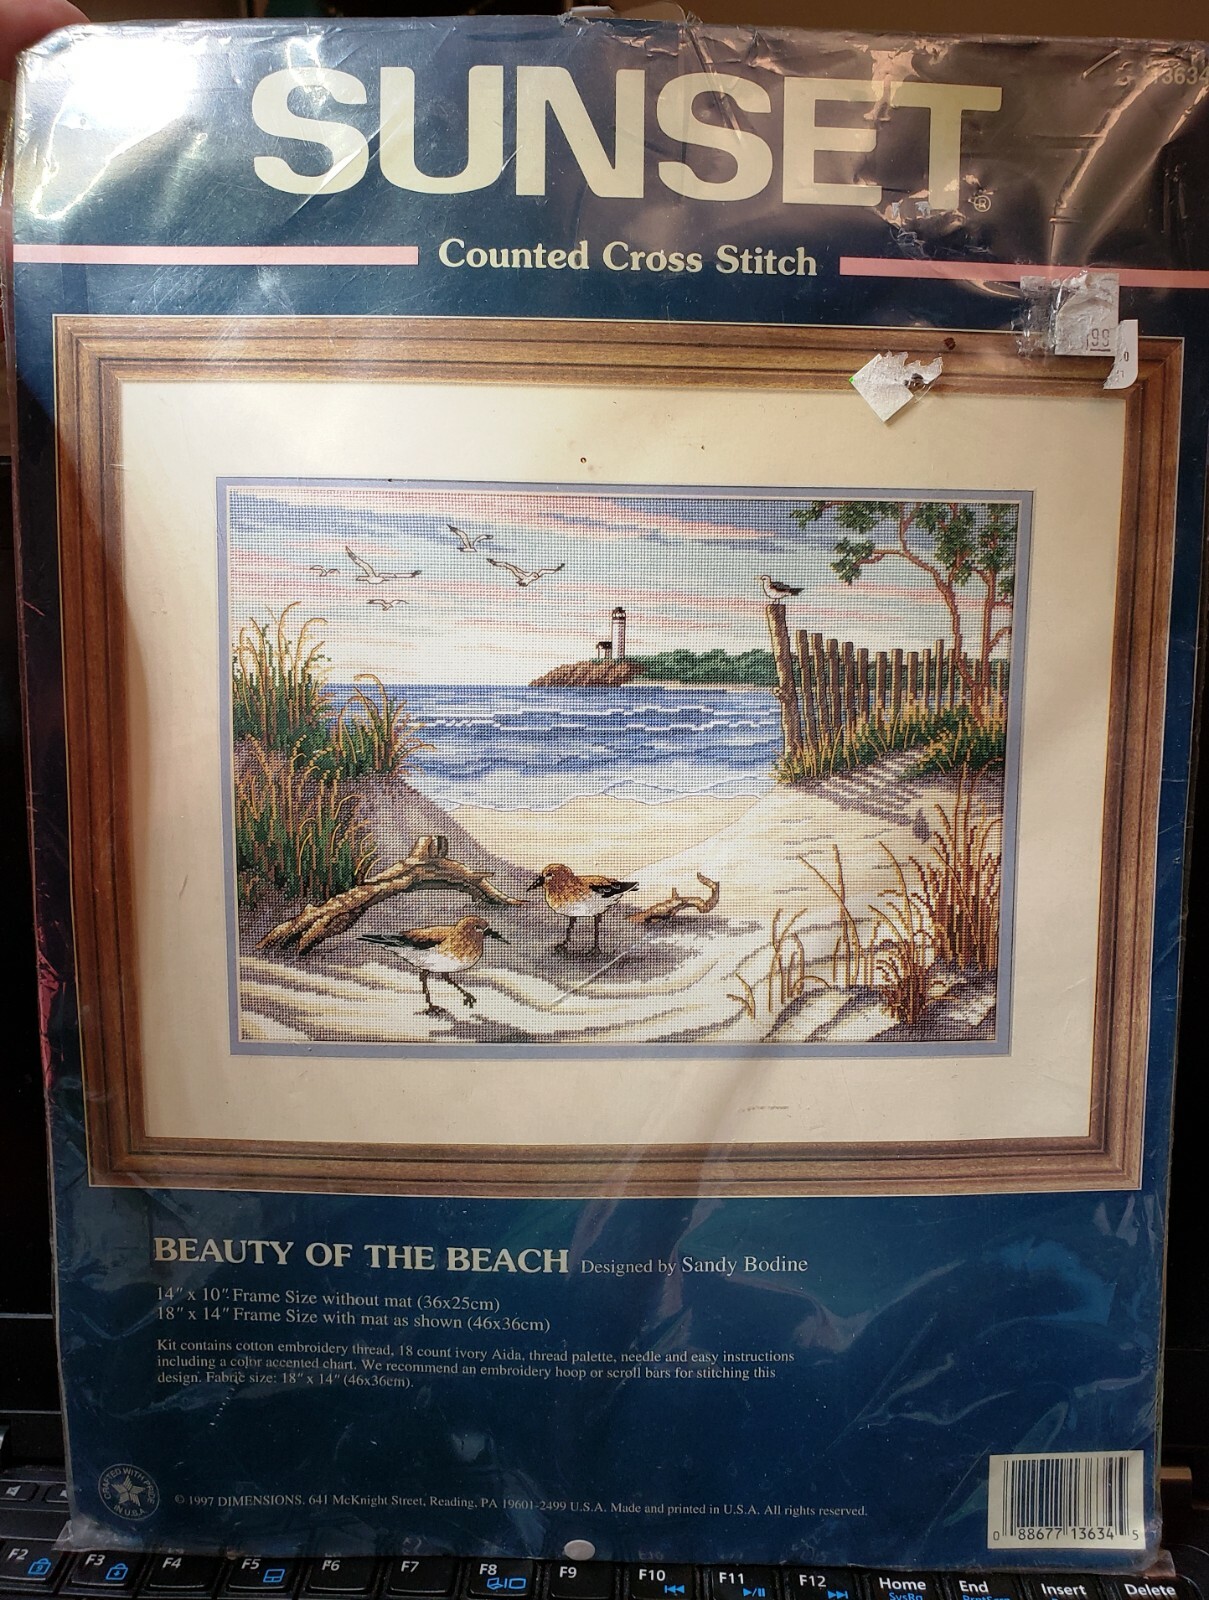 SUNSET®
13634
Counted Cross Stitch
BEAUTY OF THE BEACH Designed by Sandy Bodine
14" x 10" Frame Size without mat (36x25cm)
18" x 14" Frame Size with mat as shown (46x36cm)
Kit contains cotton embroidery thread, 18 count ivory Aida, thread palette, needle and easy instructions
including a color accented chart. We recommend an embroidery hoop or scroll bars for stitching this
design. Fabric size: 18" x 14" (46x36cm).
CRAFTED WITH PRIDE
IN U.S.A.
© 1997 DIMENSIONS. 641 McKnight Street, Reading, PA 19601-2499 U.S.A. Made and printed in U.S.A. All rights reserved.
0 88677 13634 5
F2 F3 F4 F5 F6 F7 F8 F9 F10 F11 F12 Home End Insert Delete